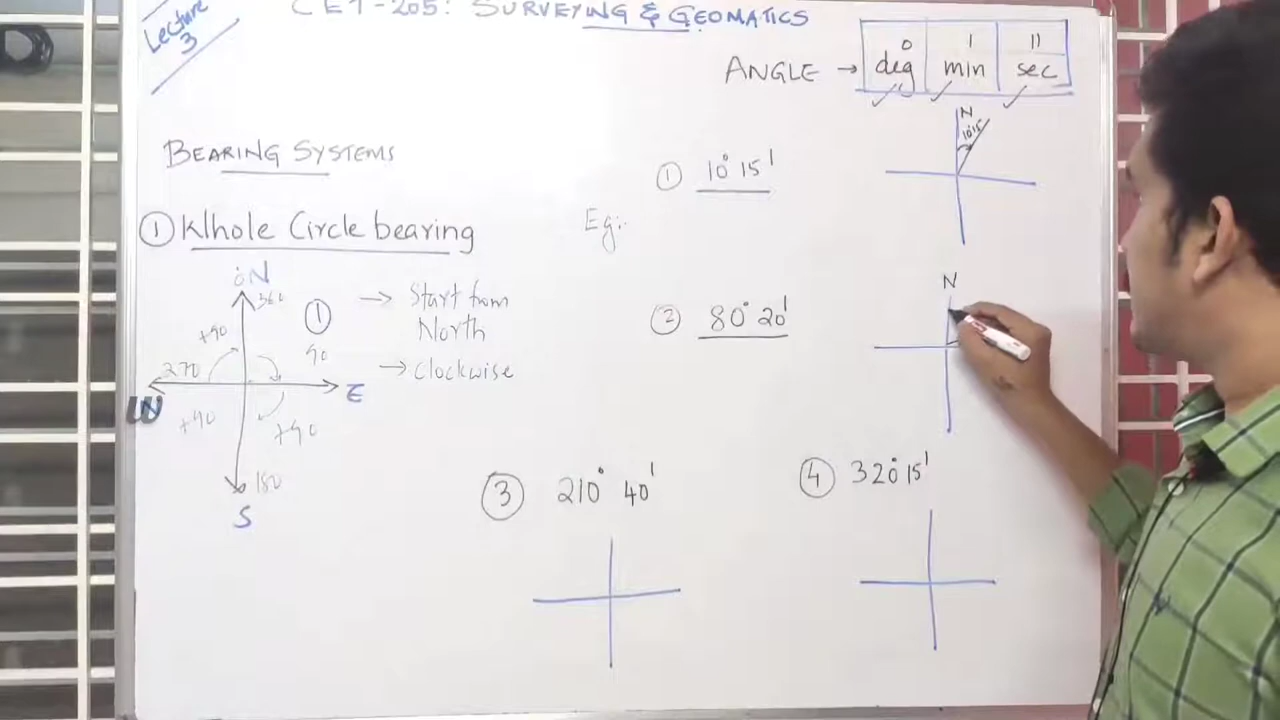 CET-205: SURVEYING & GEOMATICS
Lecture 3
ANGLE → ° deg ' min " sec
BEARING SYSTEMS
① Whole Circle bearing
0 N
360
①
90
+90
270
W
E
+90
+90
180
S
→ Start from
North
→ Clockwise
Eg:-
① 10° 15'
N
10°15'
② 80° 20'
N
③ 210° 40'
④ 320° 15'